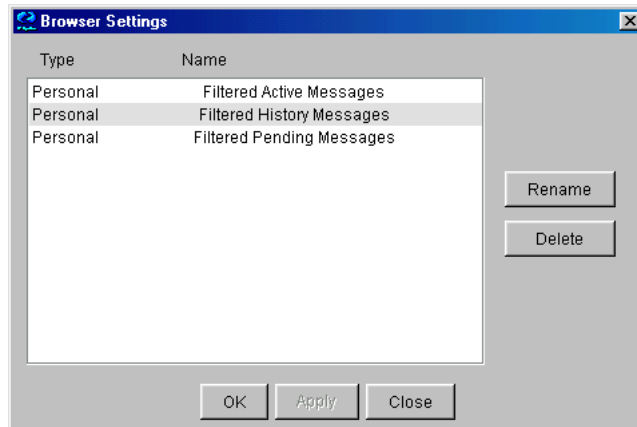 Browser Settings
Type Name
Personal Filtered Active Messages
Personal Filtered History Messages
Personal Filtered Pending Messages
Rename
Delete
OK Apply Close